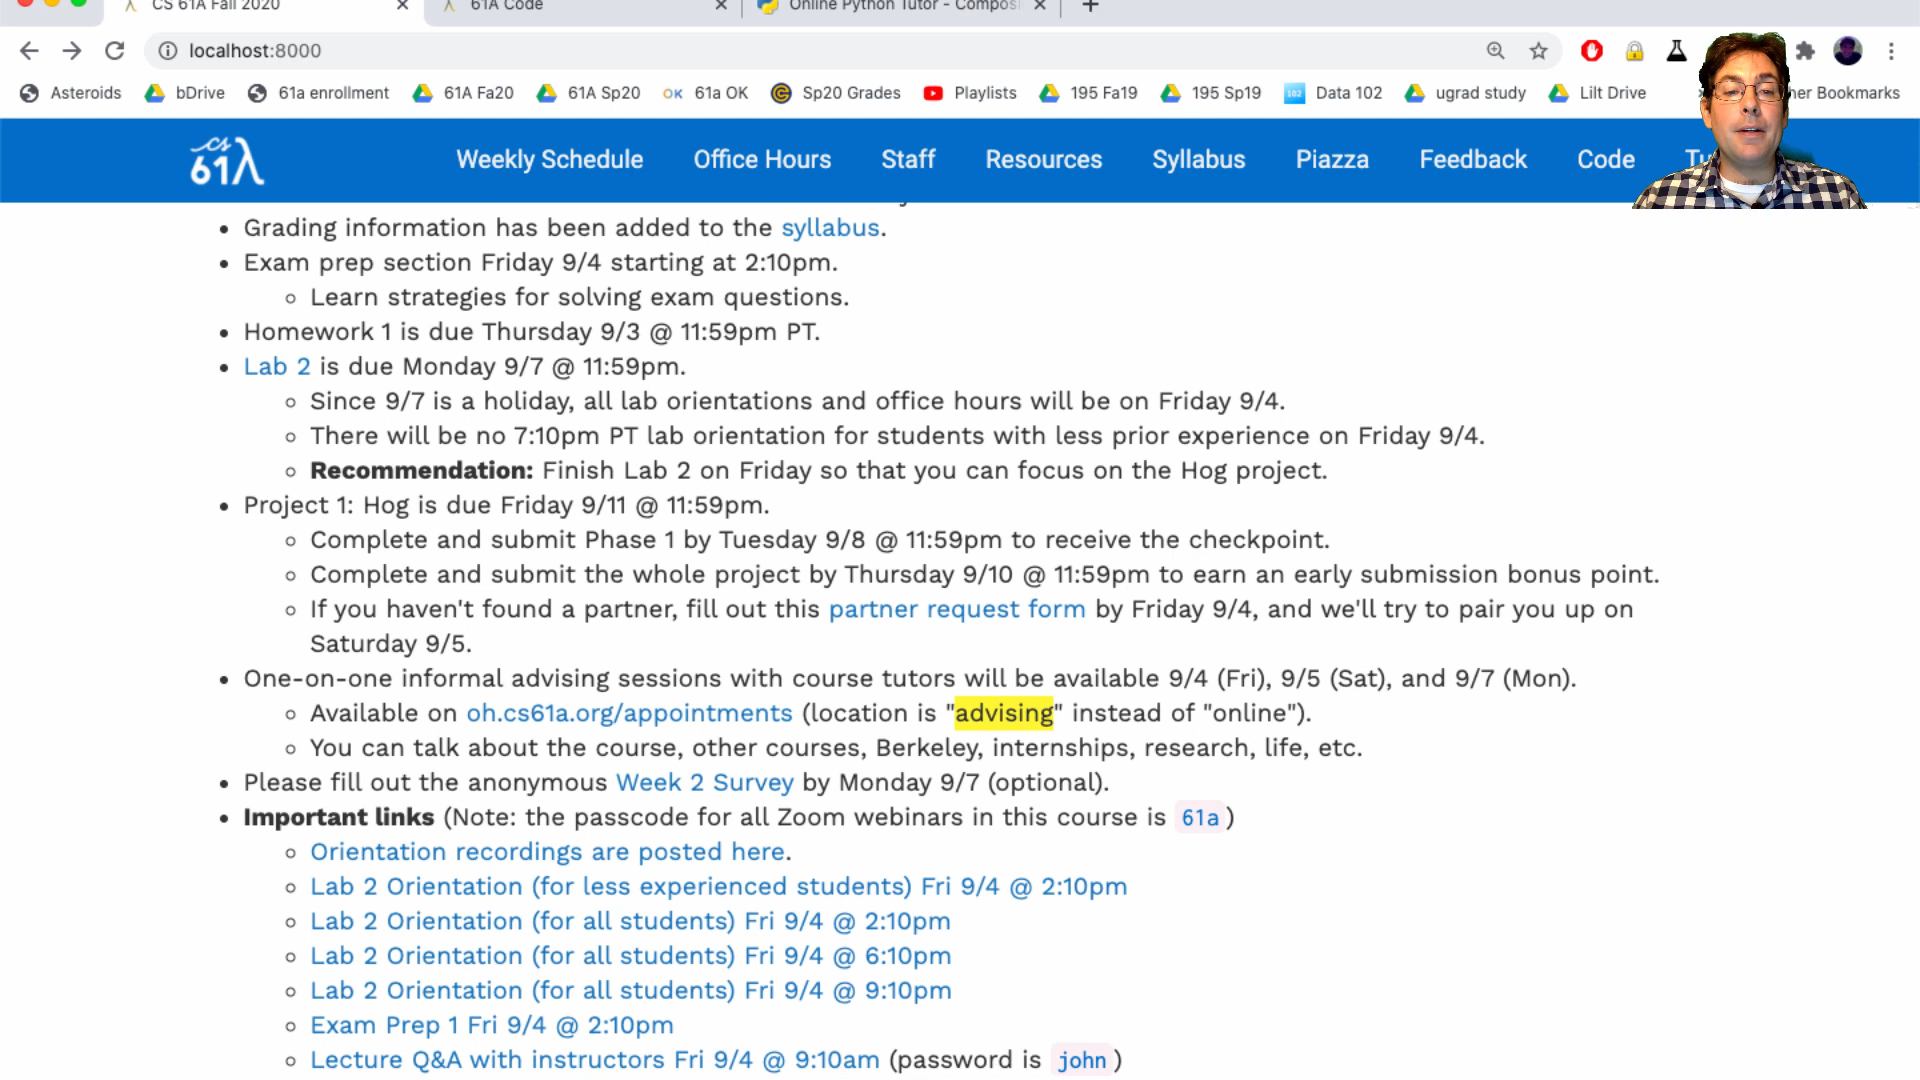 CS 61A Fall 2020
61A Code
Online Python Tutor - Compos
localhost:8000
Asteroids bDrive 61a enrollment 61A Fa20 61A Sp20 OK 61a OK Sp20 Grades Playlists 195 Fa19 195 Sp19 102 Data 102 ugrad study Lilt Drive Bookmarks
CS 61λ Weekly Schedule Office Hours Staff Resources Syllabus Piazza Feedback Code
• Grading information has been added to the syllabus.
• Exam prep section Friday 9/4 starting at 2:10pm.
◦ Learn strategies for solving exam questions.
• Homework 1 is due Thursday 9/3 @ 11:59pm PT.
• Lab 2 is due Monday 9/7 @ 11:59pm.
◦ Since 9/7 is a holiday, all lab orientations and office hours will be on Friday 9/4.
◦ There will be no 7:10pm PT lab orientation for students with less prior experience on Friday 9/4.
◦ Recommendation: Finish Lab 2 on Friday so that you can focus on the Hog project.
• Project 1: Hog is due Friday 9/11 @ 11:59pm.
◦ Complete and submit Phase 1 by Tuesday 9/8 @ 11:59pm to receive the checkpoint.
◦ Complete and submit the whole project by Thursday 9/10 @ 11:59pm to earn an early submission bonus point.
◦ If you haven't found a partner, fill out this partner request form by Friday 9/4, and we'll try to pair you up on
Saturday 9/5.
• One-on-one informal advising sessions with course tutors will be available 9/4 (Fri), 9/5 (Sat), and 9/7 (Mon).
◦ Available on oh.cs61a.org/appointments (location is "advising" instead of "online").
◦ You can talk about the course, other courses, Berkeley, internships, research, life, etc.
• Please fill out the anonymous Week 2 Survey by Monday 9/7 (optional).
• Important links (Note: the passcode for all Zoom webinars in this course is 61a)
◦ Orientation recordings are posted here.
◦ Lab 2 Orientation (for less experienced students) Fri 9/4 @ 2:10pm
◦ Lab 2 Orientation (for all students) Fri 9/4 @ 2:10pm
◦ Lab 2 Orientation (for all students) Fri 9/4 @ 6:10pm
◦ Lab 2 Orientation (for all students) Fri 9/4 @ 9:10pm
◦ Exam Prep 1 Fri 9/4 @ 2:10pm
◦ Lecture Q&A with instructors Fri 9/4 @ 9:10am (password is john)